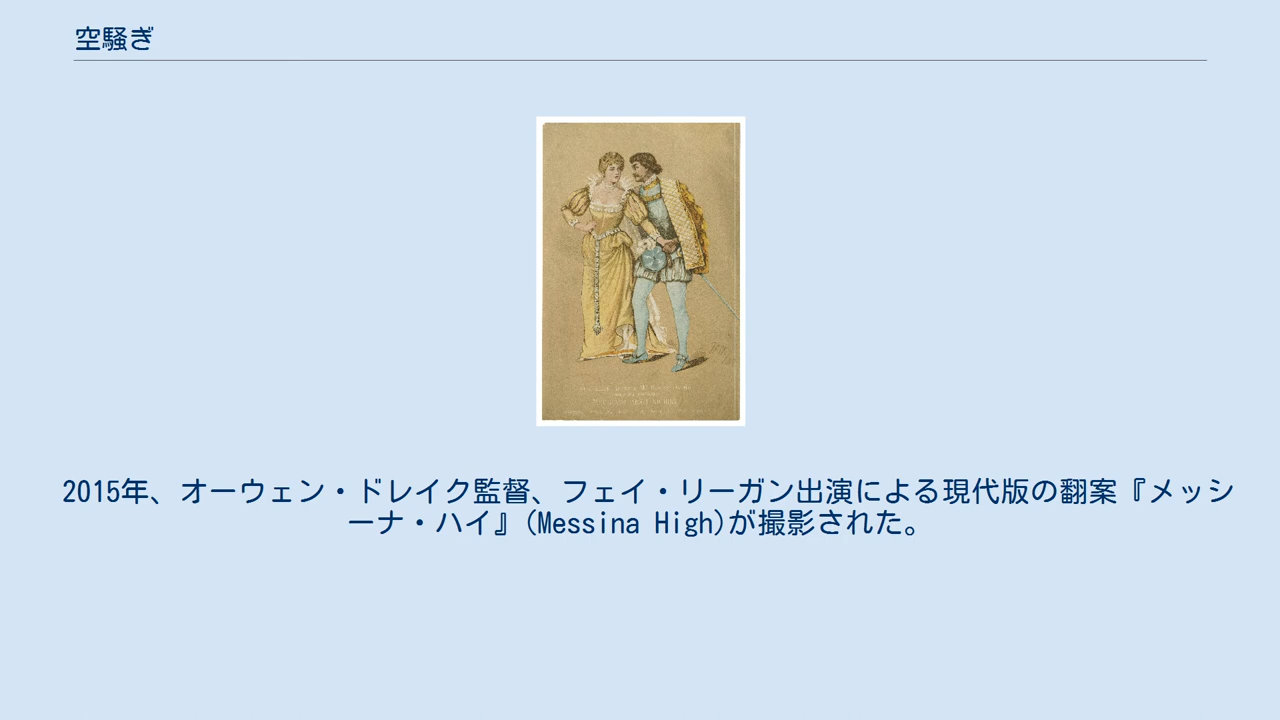 空騒ぎ
2015年、オーウェン・ドレイク監督、フェイ・リーガン出演による現代版の翻案『メッシ
ーナ・ハイ』(Messina High)が撮影された。